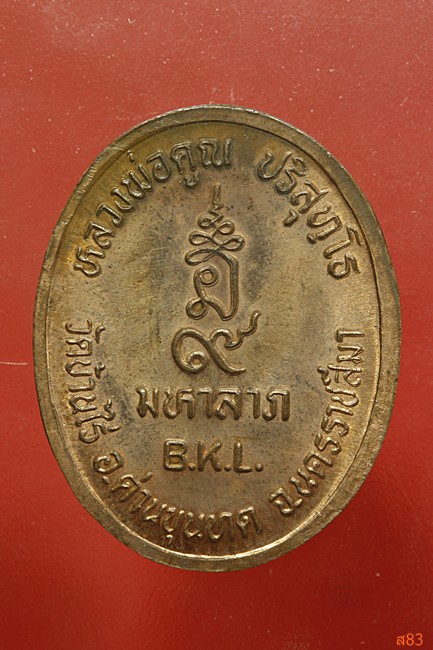 หลวงพ่อคูณ ปริสุทฺโธ
๙
มหาลาภ
B.K.L.
วัดบ้านไร่ อ.ด่านขุนทด จ.นครราชสีมา
ส83